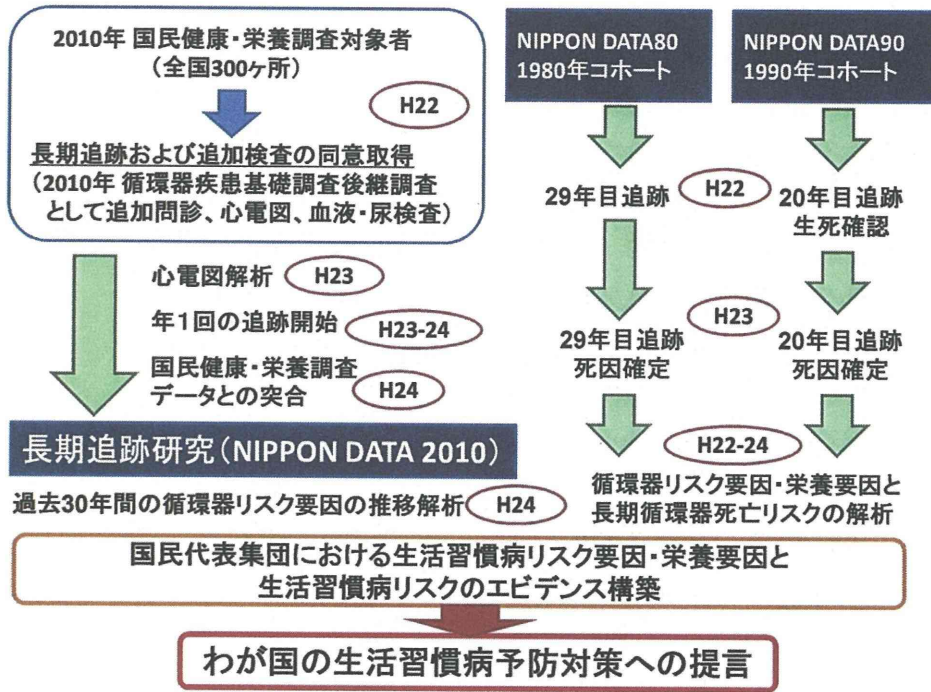 2010年 国民健康・栄養調査対象者
（全国300ヶ所）
H22
長期追跡および追加検査の同意取得
（2010年 循環器疾患基礎調査後継調査
として追加問診、心電図、血液・尿検査）
心電図解析
H23
年1回の追跡開始
H23-24
国民健康・栄養調査
データとの突合
H24
長期追跡研究（NIPPON DATA 2010）
過去30年間の循環器リスク要因の推移解析
H24
NIPPON DATA80
1980年コホート
NIPPON DATA90
1990年コホート
29年目追跡
H22
20年目追跡
生死確認
29年目追跡
死因確定
H23
20年目追跡
死因確定
H22-24
循環器リスク要因・栄養要因と
長期循環器死亡リスクの解析
国民代表集団における生活習慣病リスク要因・栄養要因と
生活習慣病リスクのエビデンス構築
わが国の生活習慣病予防対策への提言